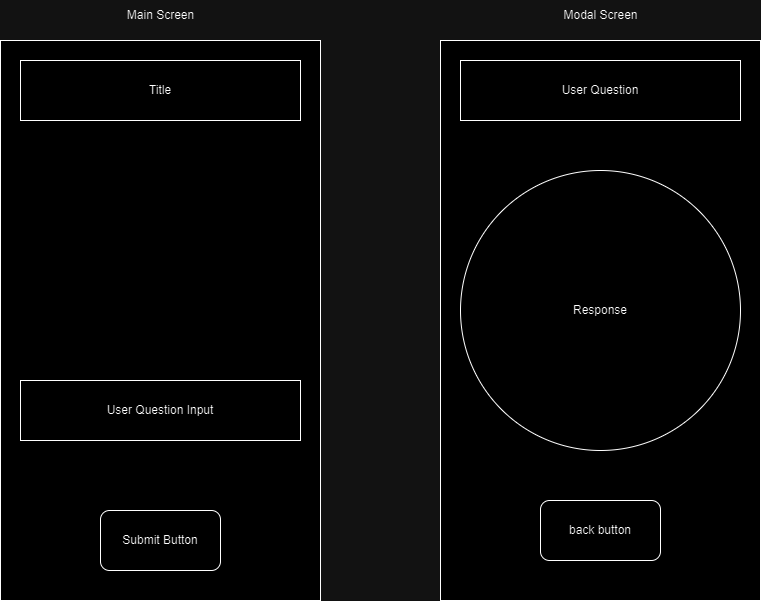 Main Screen
Modal Screen
Title
User Question
Response
User Question Input
Submit Button
back button